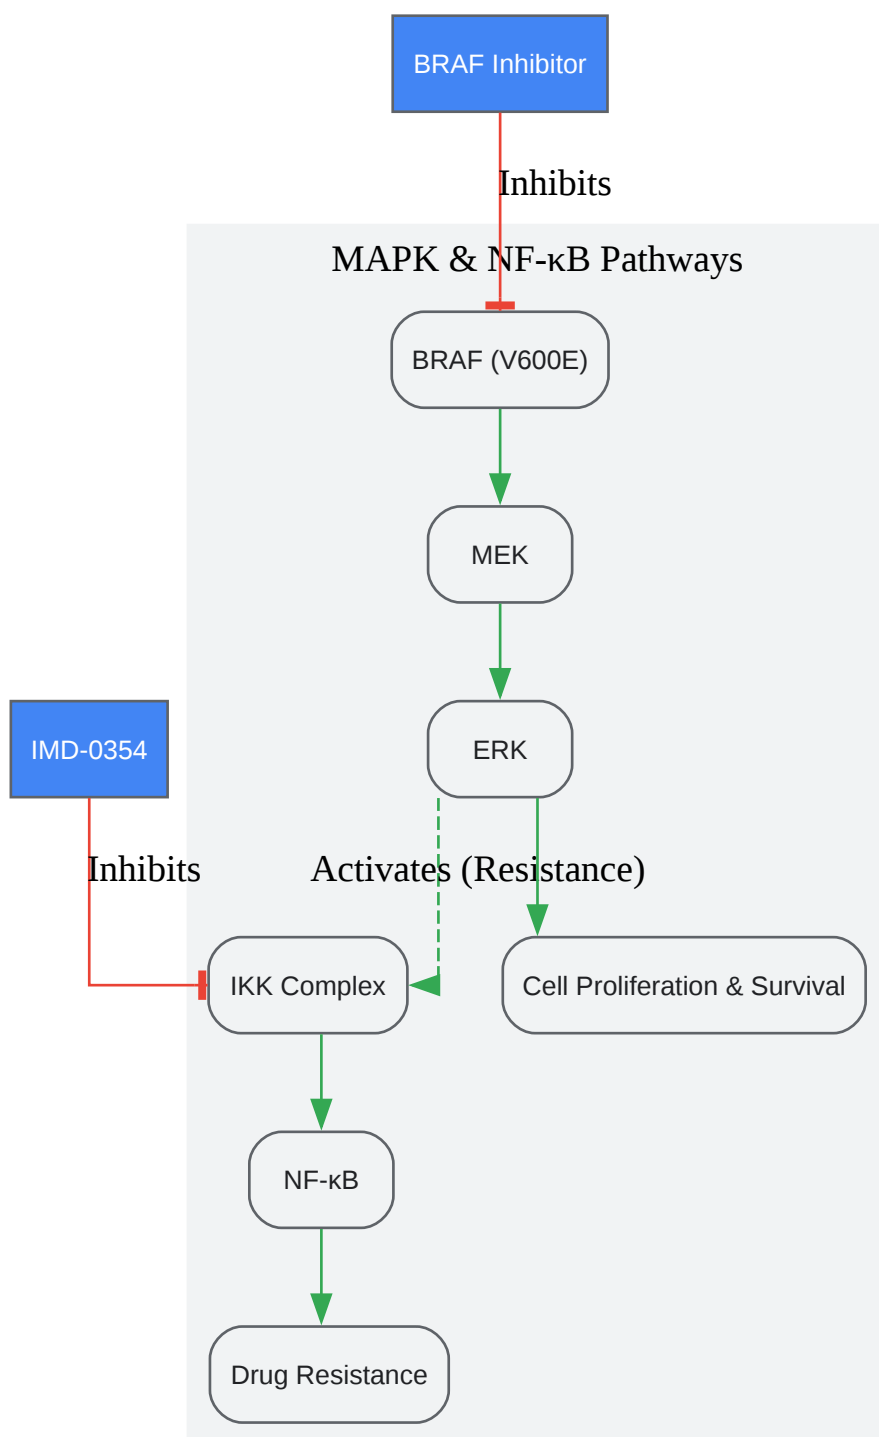 BRAF Inhibitor
Inhibits
MAPK & NF-κB Pathways
BRAF (V600E)
MEK
ERK
IMD-0354
Inhibits
Activates (Resistance)
IKK Complex
Cell Proliferation & Survival
NF-κB
Drug Resistance